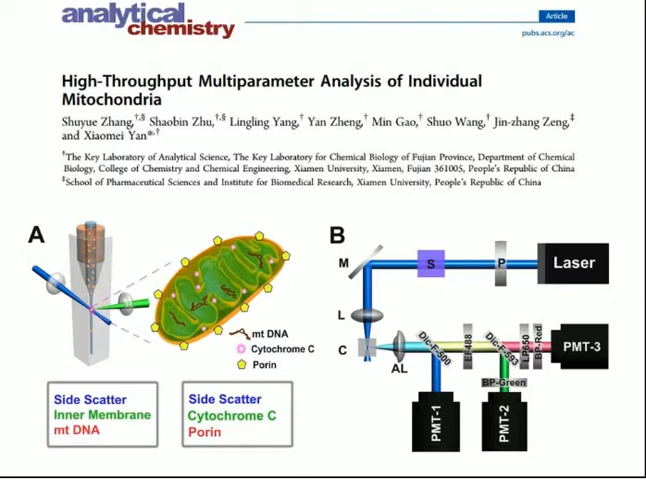 analytical
chemistry
Article
pubs.acs.org/ac
High-Throughput Multiparameter Analysis of Individual
Mitochondria
Shuyue Zhang,†,§ Shaobin Zhu,†,§ Lingling Yang,† Yan Zheng,† Min Gao,† Shuo Wang,† Jin-zhang Zeng,‡
and Xiaomei Yan*,†
†The Key Laboratory of Analytical Science, The Key Laboratory for Chemical Biology of Fujian Province, Department of Chemical
Biology, College of Chemistry and Chemical Engineering, Xiamen University, Xiamen, Fujian 361005, People's Republic of China
‡School of Pharmaceutical Sciences and Institute for Biomedical Research, Xiamen University, People's Republic of China
A
mt DNA
Cytochrome C
Porin
Side Scatter
Inner Membrane
mt DNA
Side Scatter
Cytochrome C
Porin
B
M
S
P
Laser
L
C
AL
Dic-F-500
EF488
Dic-F-593
LP650
BP-Red
PMT-3
BP-Green
PMT-1
PMT-2